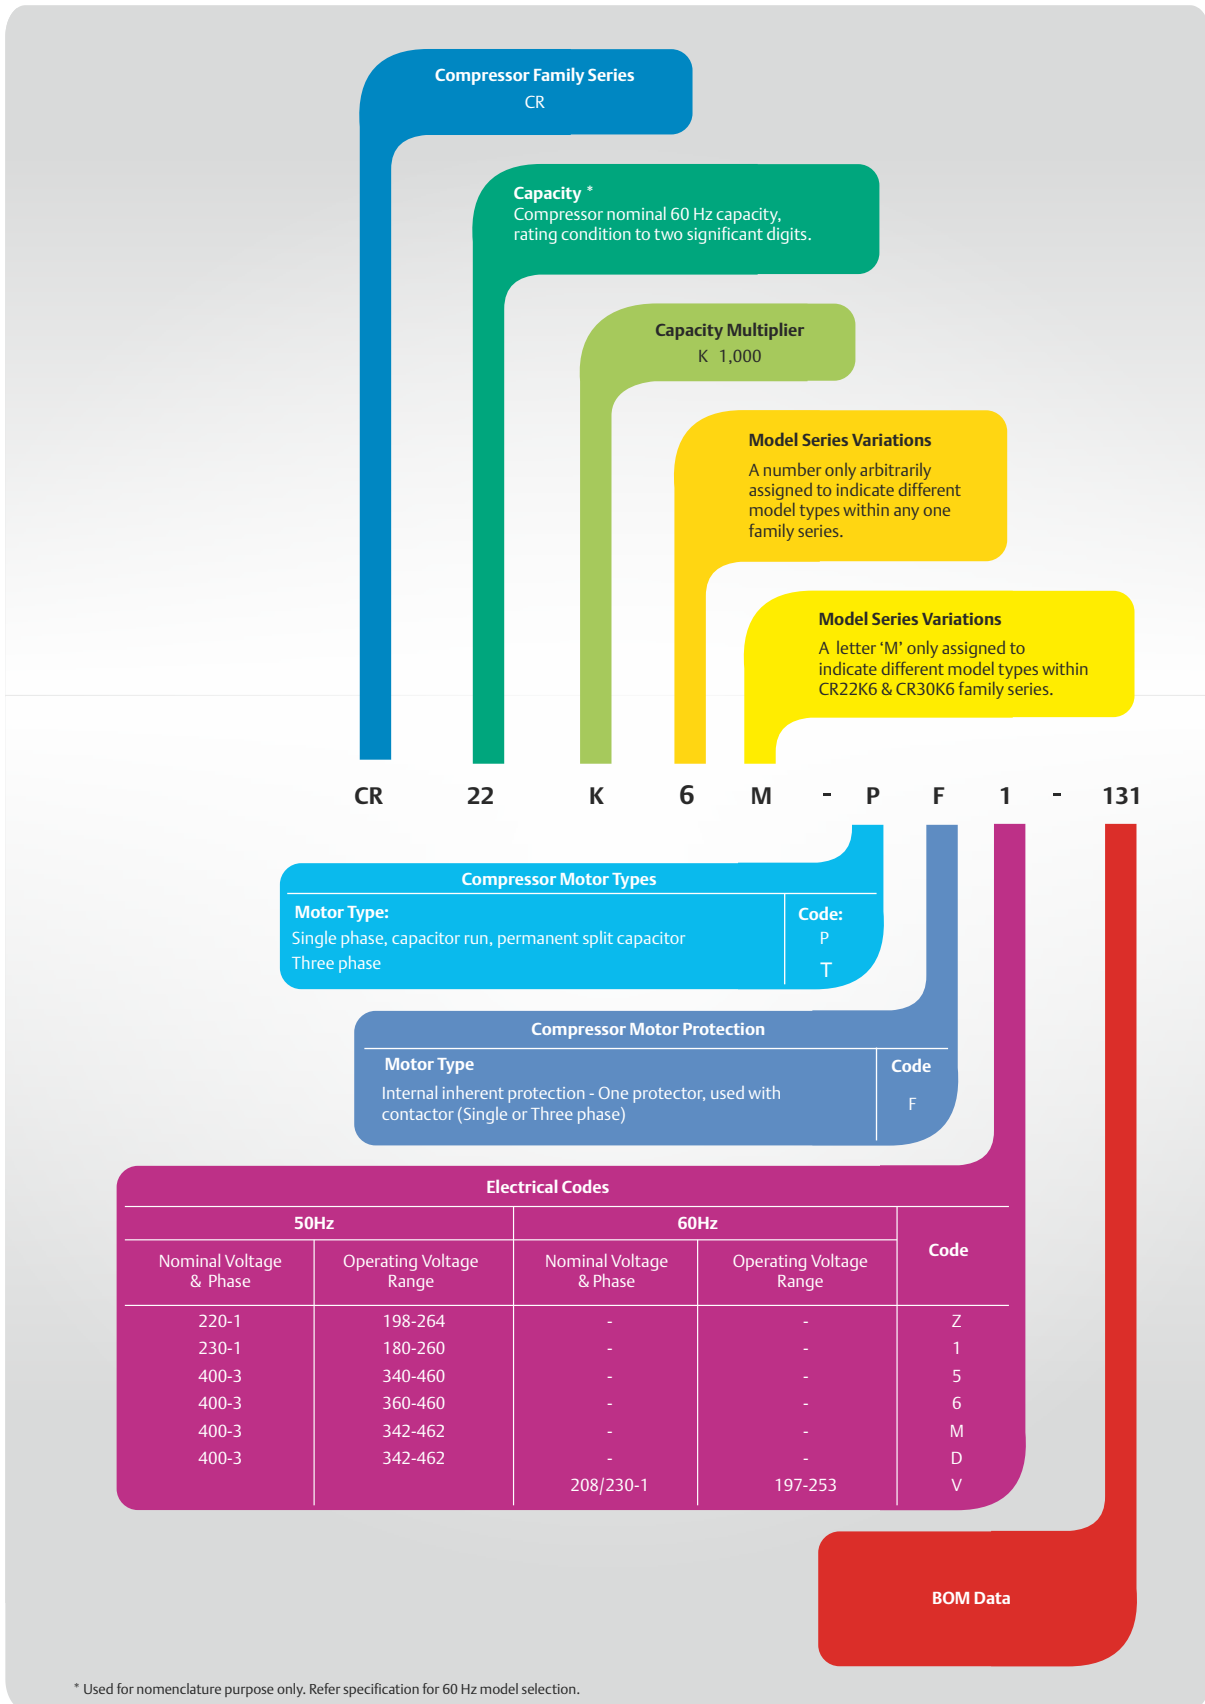 Compressor Family Series
CR
Capacity *
Compressor nominal 60 Hz capacity,
rating condition to two significant digits.
Capacity Multiplier
K 1,000
Model Series Variations
A number only arbitrarily
assigned to indicate different
model types within any one
family series.
Model Series Variations
A letter ‘M’ only assigned to
indicate different model types within
CR22K6 & CR30K6 family series.
CR 22 K 6 M - P F 1 - 131
Compressor Motor Types
Motor Type: Code:
Single phase, capacitor run, permanent split capacitor P
Three phase T
Compressor Motor Protection
Motor Type Code
Internal inherent protection - One protector, used with
contactor (Single or Three phase) F
Electrical Codes
50Hz 60Hz Code
Nominal Voltage Operating Voltage Nominal Voltage Operating Voltage
& Phase Range & Phase Range
220-1 198-264 - - Z
230-1 180-260 - - 1
400-3 340-460 - - 5
400-3 360-460 - - 6
400-3 342-462 - - M
400-3 342-462 - - D
208/230-1 197-253 V
BOM Data
* Used for nomenclature purpose only. Refer specification for 60 Hz model selection.